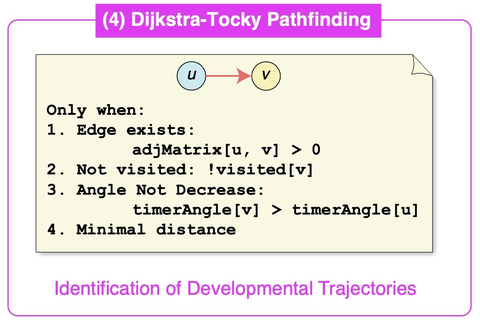 (4) Dijkstra-Tocky Pathfinding
u v
Only when:
1. Edge exists:
adjMatrix[u, v] > 0
2. Not visited: !visited[v]
3. Angle Not Decrease:
timerAngle[v] > timerAngle[u]
4. Minimal distance
Identification of Developmental Trajectories